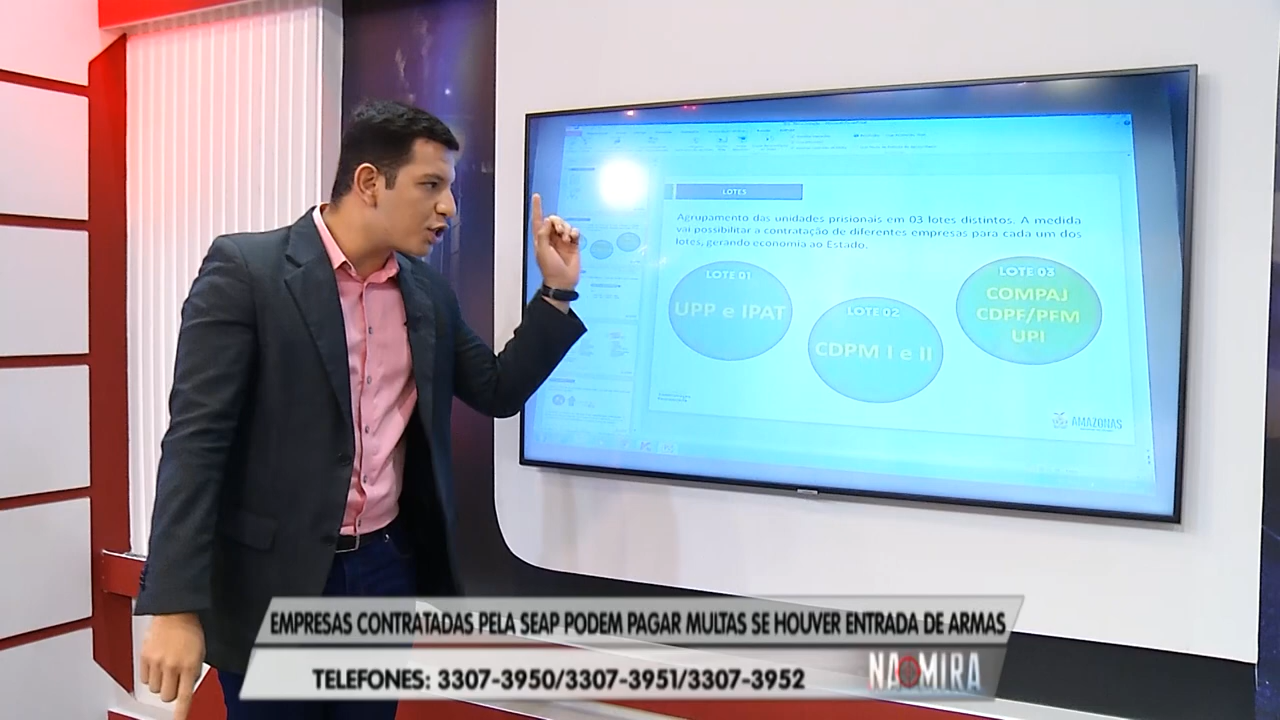 LOTES
Agrupamento das unidades prisionais em 03 lotes distintos. A medida
vai possibilitar a contratação de diferentes empresas para cada um dos
lotes, gerando economia ao Estado.
LOTE 01
UPP e IPAT
LOTE 02
CDPM I e II
LOTE 03
COMPAJ
CDPF/PFM
UPI
AMAZONAS
EMPRESAS CONTRATADAS PELA SEAP PODEM PAGAR MULTAS SE HOUVER ENTRADA DE ARMAS
TELEFONES: 3307-3950/3307-3951/3307-3952
NA MIRA